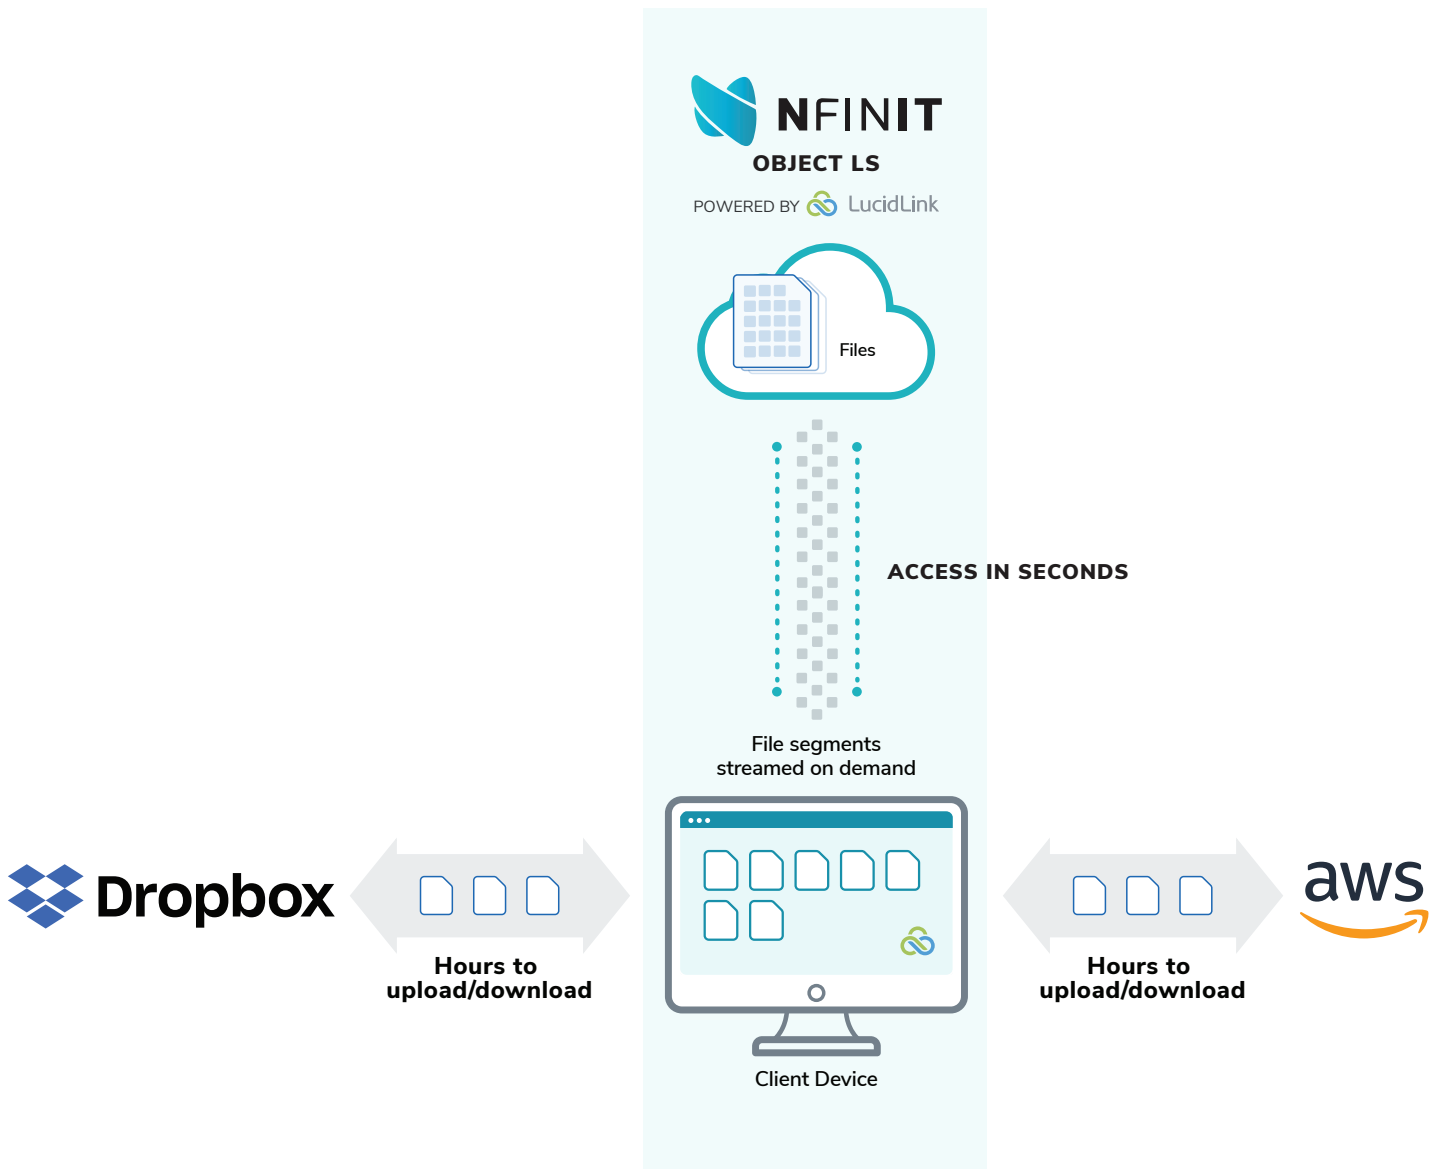 NFINIT
OBJECT LS
POWERED BY LucidLink
Files
ACCESS IN SECONDS
File segments
streamed on demand
Dropbox
Hours to
upload/download
aws
Hours to
upload/download
Client Device